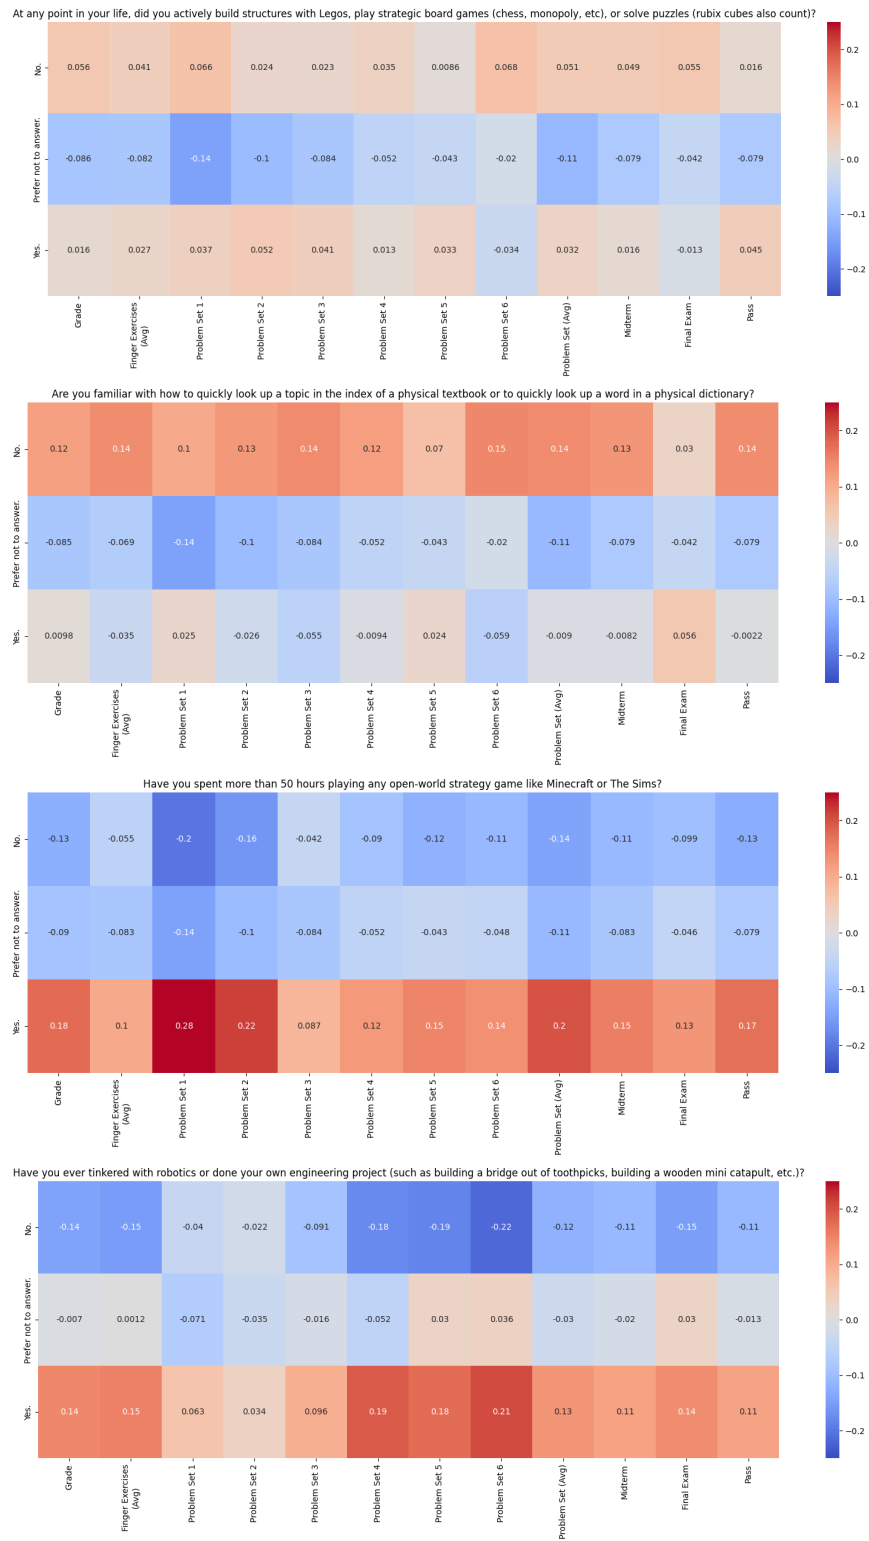 At any point in your life, did you actively build structures with Legos, play strategic board games (chess, monopoly, etc), or solve puzzles (rubix cubes also count)?
No.
0.056 0.041 0.066 0.024 0.023 0.035 0.0086 0.068 0.051 0.049 0.055 0.016
Prefer not to answer.
-0.086 -0.082 -0.14 -0.1 -0.084 -0.052 -0.043 -0.02 -0.11 -0.079 -0.042 -0.079
Yes.
0.016 0.027 0.037 0.052 0.041 0.013 0.033 -0.034 0.032 0.016 -0.013 0.045
Grade
Finger Exercises
(Avg)
Problem Set 1
Problem Set 2
Problem Set 3
Problem Set 4
Problem Set 5
Problem Set 6
Problem Set (Avg)
Midterm
Final Exam
Pass
0.2
0.1
0.0
−0.1
−0.2
Are you familiar with how to quickly look up a topic in the index of a physical textbook or to quickly look up a word in a physical dictionary?
No.
0.12 0.14 0.1 0.13 0.14 0.12 0.07 0.15 0.14 0.13 0.03 0.14
Prefer not to answer.
-0.085 -0.069 -0.14 -0.1 -0.084 -0.052 -0.043 -0.02 -0.11 -0.079 -0.042 -0.079
Yes.
0.0098 -0.035 0.025 -0.026 -0.055 -0.0094 0.024 -0.059 -0.009 -0.0082 0.056 -0.0022
Grade
Finger Exercises
(Avg)
Problem Set 1
Problem Set 2
Problem Set 3
Problem Set 4
Problem Set 5
Problem Set 6
Problem Set (Avg)
Midterm
Final Exam
Pass
0.2
0.1
0.0
−0.1
−0.2
Have you spent more than 50 hours playing any open-world strategy game like Minecraft or The Sims?
No.
-0.13 -0.055 -0.2 -0.16 -0.042 -0.09 -0.12 -0.11 -0.14 -0.11 -0.099 -0.13
Prefer not to answer.
-0.09 -0.083 -0.14 -0.1 -0.084 -0.052 -0.043 -0.048 -0.11 -0.083 -0.046 -0.079
Yes.
0.18 0.1 0.28 0.22 0.087 0.12 0.15 0.14 0.2 0.15 0.13 0.17
Grade
Finger Exercises
(Avg)
Problem Set 1
Problem Set 2
Problem Set 3
Problem Set 4
Problem Set 5
Problem Set 6
Problem Set (Avg)
Midterm
Final Exam
Pass
0.2
0.1
0.0
−0.1
−0.2
Have you ever tinkered with robotics or done your own engineering project (such as building a bridge out of toothpicks, building a wooden mini catapult, etc.)?
No.
-0.14 -0.15 -0.04 -0.022 -0.091 -0.18 -0.19 -0.22 -0.12 -0.11 -0.15 -0.11
Prefer not to answer.
-0.007 0.0012 -0.071 -0.035 -0.016 -0.052 0.03 0.036 -0.03 -0.02 0.03 -0.013
Yes.
0.14 0.15 0.063 0.034 0.096 0.19 0.18 0.21 0.13 0.11 0.14 0.11
Grade
Finger Exercises
(Avg)
Problem Set 1
Problem Set 2
Problem Set 3
Problem Set 4
Problem Set 5
Problem Set 6
Problem Set (Avg)
Midterm
Final Exam
Pass
0.2
0.1
0.0
−0.1
−0.2